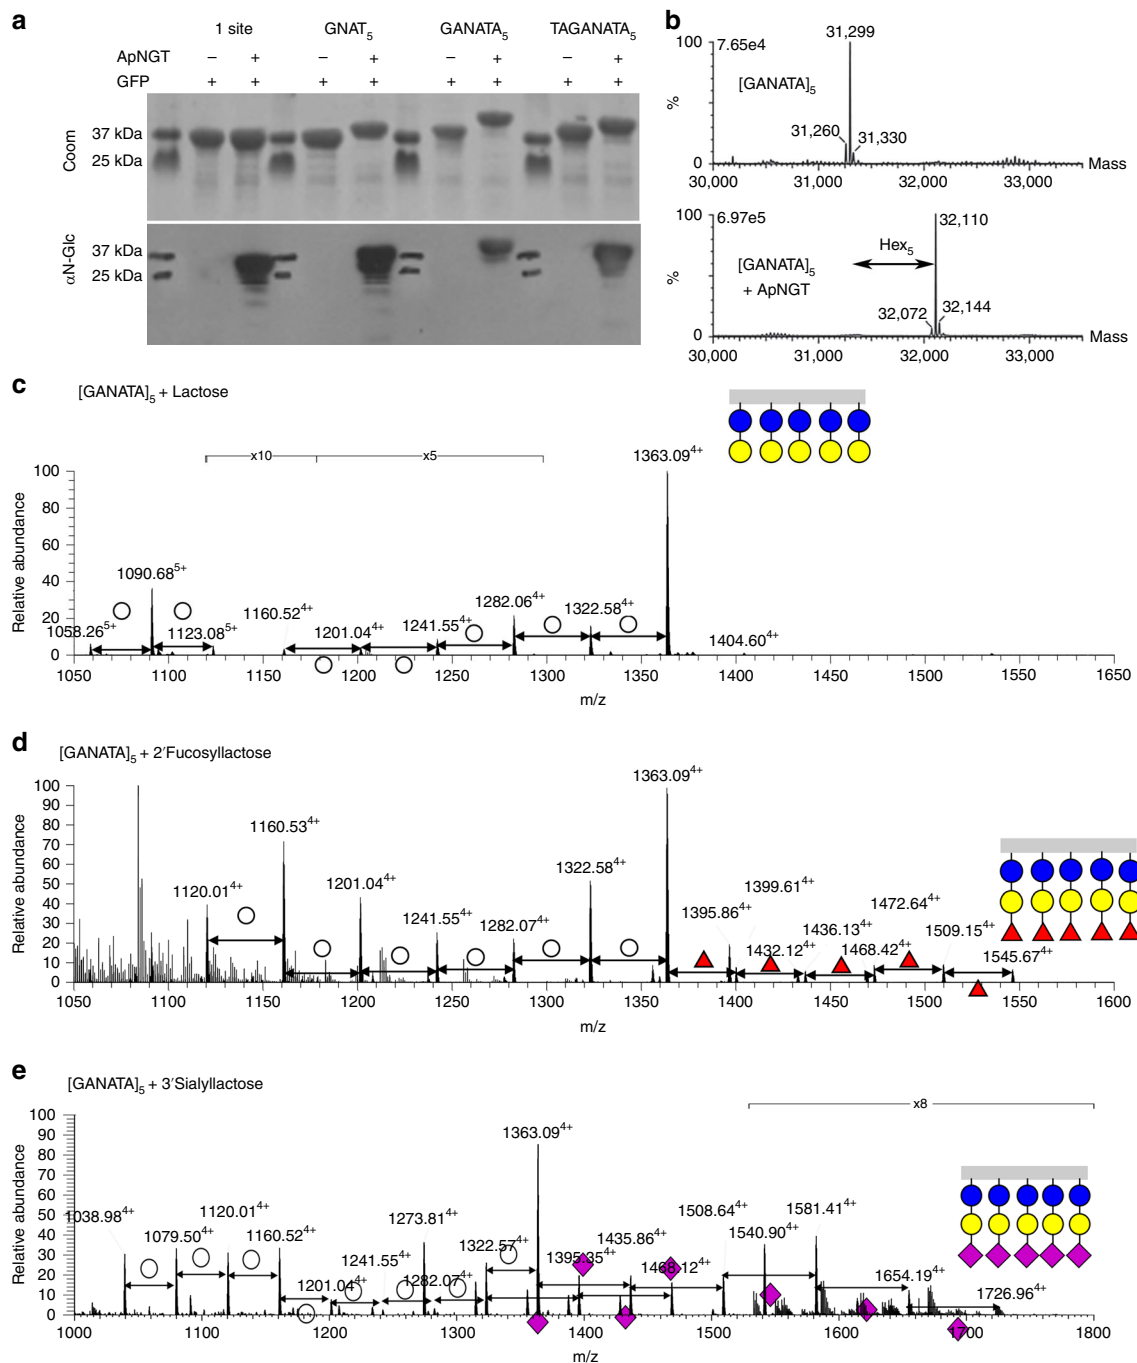 a
1 site GNAT5 GANATA5 TAGANATA5
ApNGT – + – + – + – +
GFP + + + + + + + +
Coom
37 kDa
25 kDa
αN-Glc
37 kDa
25 kDa
b
100 7.65e4 31,299
[GANATA]5
%
31,260 31,330
0
30,000 31,000 32,000 33,000 Mass
100 6.97e5 32,110
Hex5
[GANATA]5
+ ApNGT
%
32,072 32,144
0
30,000 31,000 32,000 33,000 Mass
c
[GANATA]5 + Lactose
x10 x5
Relative abundance
100
80
60
40
20
0
1058.265+ 1090.685+ 1123.085+ 1160.524+ 1201.044+ 1241.554+ 1282.064+ 1322.584+ 1363.094+ 1404.604+
1050 1100 1150 1200 1250 1300 1350 1400 1450 1500 1550 1600 1650
m/z
d
[GANATA]5 + 2′Fucosyllactose
Relative abundance
100
90
80
70
60
50
40
30
20
10
0
1120.014+ 1160.534+ 1201.044+ 1241.554+ 1282.074+ 1322.584+ 1363.094+ 1395.864+ 1399.614+ 1432.124+ 1436.134+ 1468.424+ 1472.644+ 1509.154+ 1545.674+
1050 1100 1150 1200 1250 1300 1350 1400 1450 1500 1550 1600
m/z
e
[GANATA]5 + 3′Sialyllactose
x8
Relative abundance
100
90
80
70
60
50
40
30
20
10
0
1038.984+ 1079.504+ 1120.014+ 1160.524+ 1201.044+ 1241.554+ 1273.814+ 1282.074+ 1322.574+ 1363.094+ 1395.354+ 1435.864+ 1468.124+ 1508.644+ 1540.904+ 1581.414+ 1654.194+ 1726.964+
1000 1100 1200 1300 1400 1500 1600 1700 1800
m/z